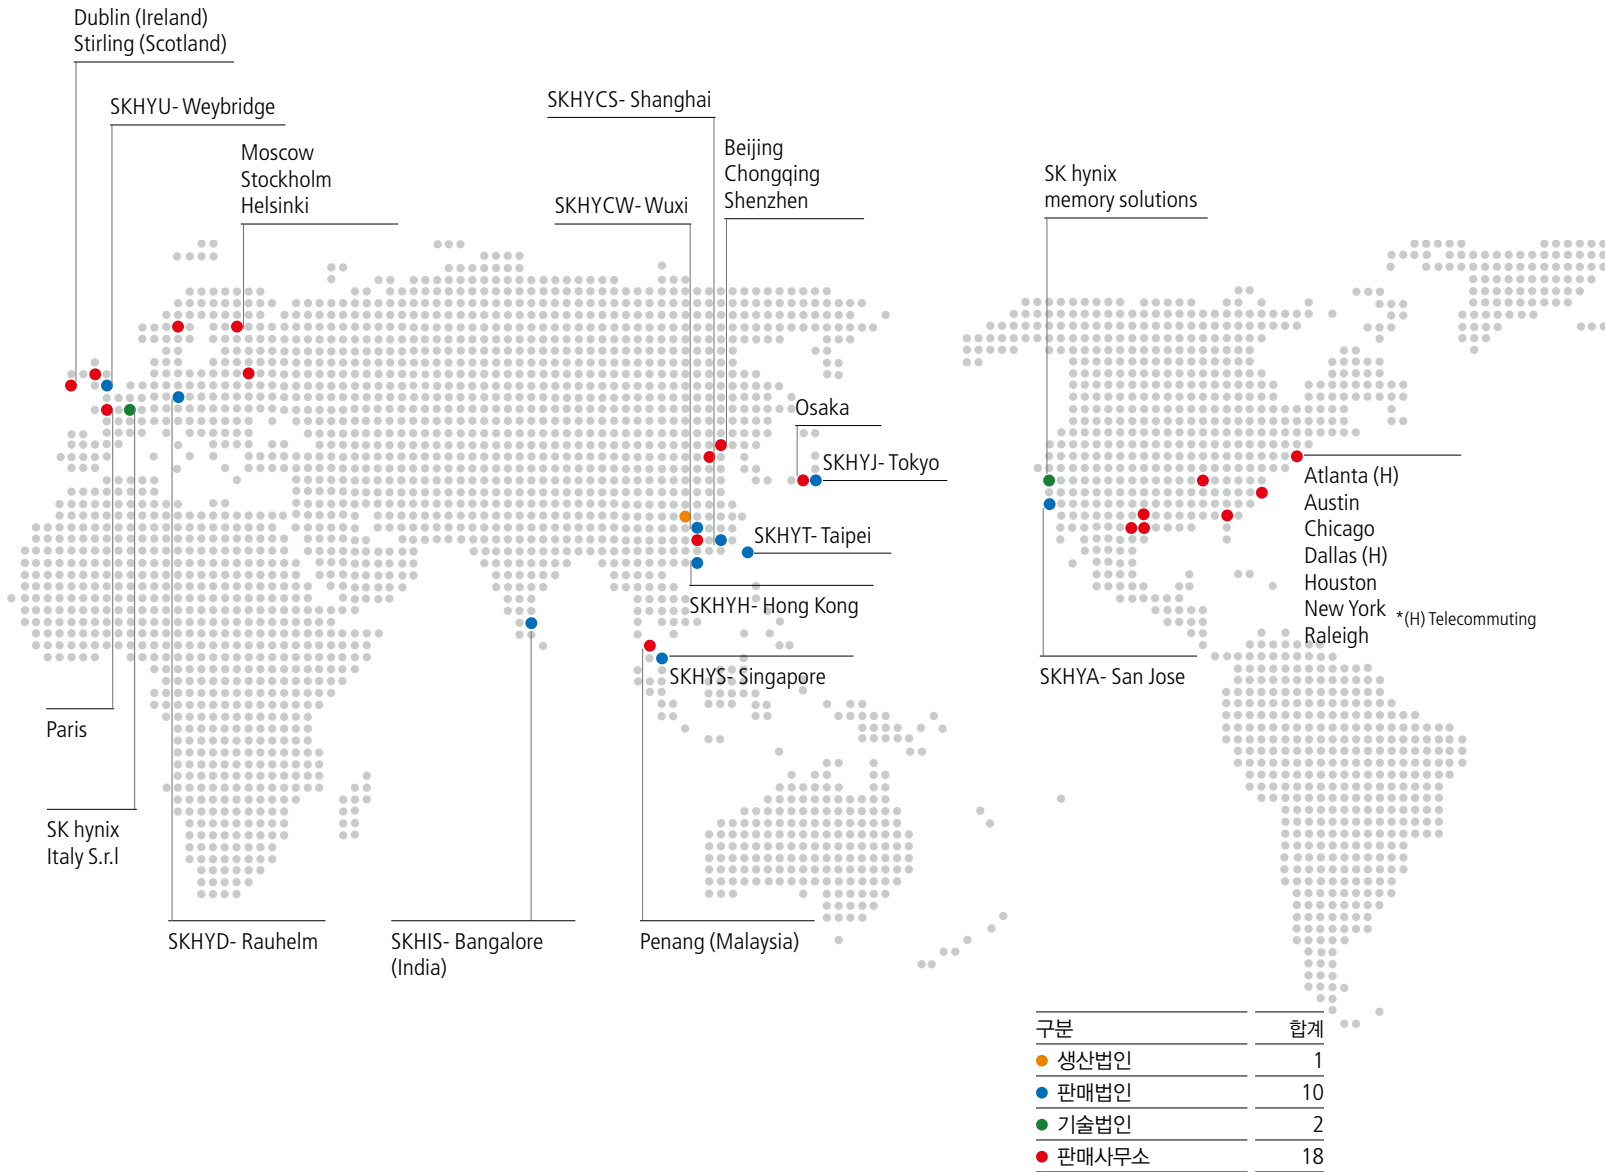 Dublin (Ireland)
Stirling (Scotland)
SKHYU- Weybridge
Moscow
Stockholm
Helsinki
SKHYCS- Shanghai
Beijing
Chongqing
Shenzhen
SKHYCW- Wuxi
SK hynix
memory solutions
Osaka
SKHYJ- Tokyo
SKHYT- Taipei
SKHYH- Hong Kong
SKHYS- Singapore
Atlanta (H)
Austin
Chicago
Dallas (H)
Houston
New York
Raleigh
*(H) Telecommuting
SKHYA- San Jose
Paris
SK hynix
Italy S.r.l
SKHYD- Rauhelm
SKHIS- Bangalore
(India)
Penang (Malaysia)
구분 합계
생산법인 1
판매법인 10
기술법인 2
판매사무소 18